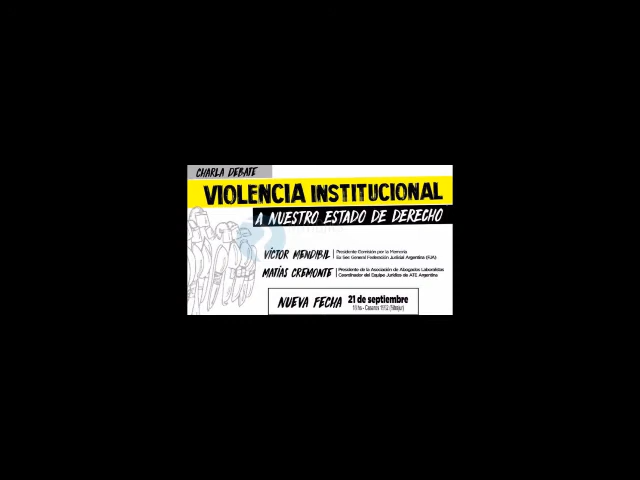 CHARLA DEBATE
VIOLENCIA INSTITUCIONAL
A NUESTRO ESTADO DE DERECHO
VÍCTOR MENDIBIL
Presidente Comisión por la Memoria
Ex Sec General Federación Judicial Argentina (FJA)
MATÍAS CREMONTE
Presidente de la Asociación de Abogados Laboralistas
Coordinador del Equipo Jurídico de ATE Argentina
NUEVA FECHA
21 de septiembre